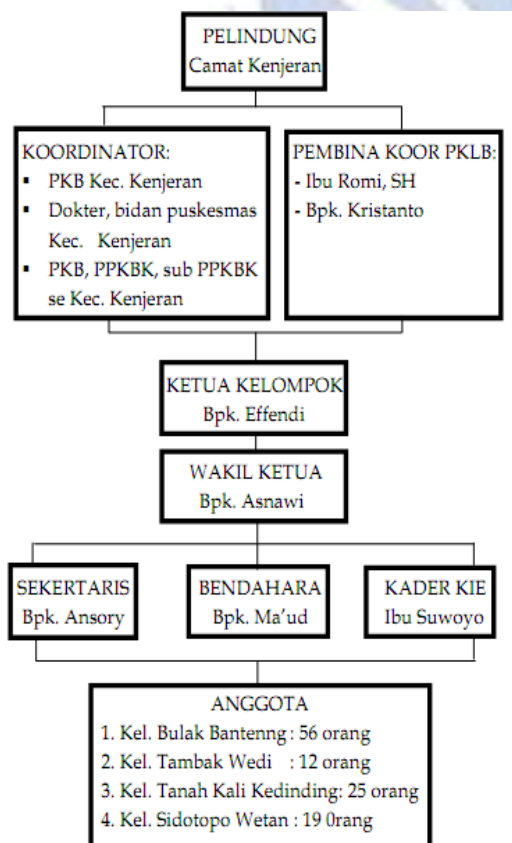 PELINDUNG
Camat Kenjeran
KOORDINATOR:
▪ PKB Kec. Kenjeran
▪ Dokter, bidan puskesmas
Kec. Kenjeran
▪ PKB, PPKBK, sub PPKBK
se Kec. Kenjeran
PEMBINA KOOR PKLB:
- Ibu Romi, SH
- Bpk. Kristanto
KETUA KELOMPOK
Bpk. Effendi
WAKIL KETUA
Bpk. Asnawi
SEKERTARIS
Bpk. Ansory
BENDAHARA
Bpk. Ma'ud
KADER KIE
Ibu Suwoyo
ANGGOTA
1. Kel. Bulak Bantenng : 56 orang
2. Kel. Tambak Wedi : 12 orang
3. Kel. Tanah Kali Kedinding: 25 orang
4. Kel. Sidotopo Wetan : 19 0rang